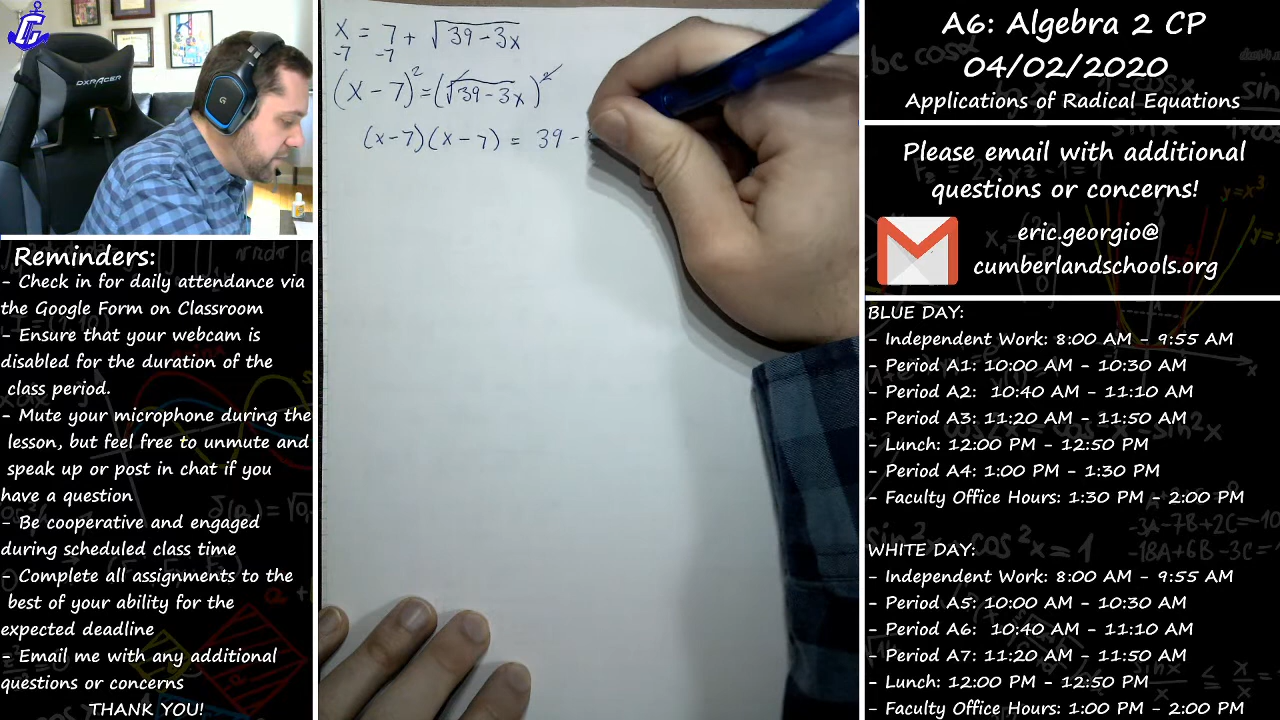 x = 7 + √39 - 3x
-7 -7
(x - 7)² = (√39 - 3x)²
(x - 7)(x - 7) = 39 -
DXRACER
Reminders:
- Check in for daily attendance via
the Google Form on Classroom
- Ensure that your webcam is
disabled for the duration of the
class period.
- Mute your microphone during the
lesson, but feel free to unmute and
speak up or post in chat if you
have a question
- Be cooperative and engaged
during scheduled class time
- Complete all assignments to the
best of your ability for the
expected deadline
- Email me with any additional
questions or concerns
THANK YOU!
A6: Algebra 2 CP
04/02/2020
Applications of Radical Equations
Please email with additional
questions or concerns!
eric.georgio@
cumberlandschools.org
BLUE DAY:
- Independent Work: 8:00 AM - 9:55 AM
- Period A1: 10:00 AM - 10:30 AM
- Period A2: 10:40 AM - 11:10 AM
- Period A3: 11:20 AM - 11:50 AM
- Lunch: 12:00 PM - 12:50 PM
- Period A4: 1:00 PM - 1:30 PM
- Faculty Office Hours: 1:30 PM - 2:00 PM
WHITE DAY:
- Independent Work: 8:00 AM - 9:55 AM
- Period A5: 10:00 AM - 10:30 AM
- Period A6: 10:40 AM - 11:10 AM
- Period A7: 11:20 AM - 11:50 AM
- Lunch: 12:00 PM - 12:50 PM
- Faculty Office Hours: 1:00 PM - 2:00 PM